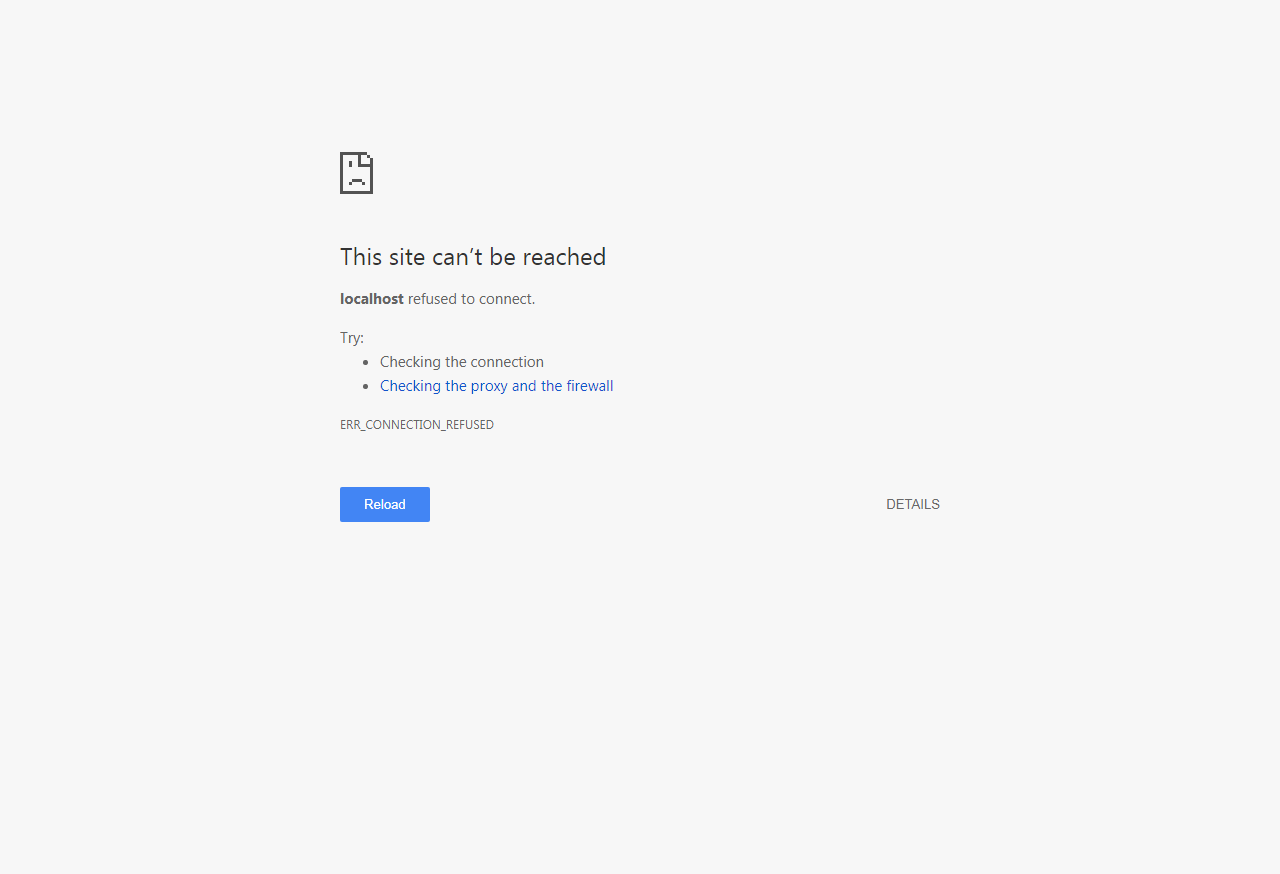 This site can’t be reached
localhost refused to connect.
Try:
Checking the connection
Checking the proxy and the firewall
ERR_CONNECTION_REFUSED
Reload
DETAILS